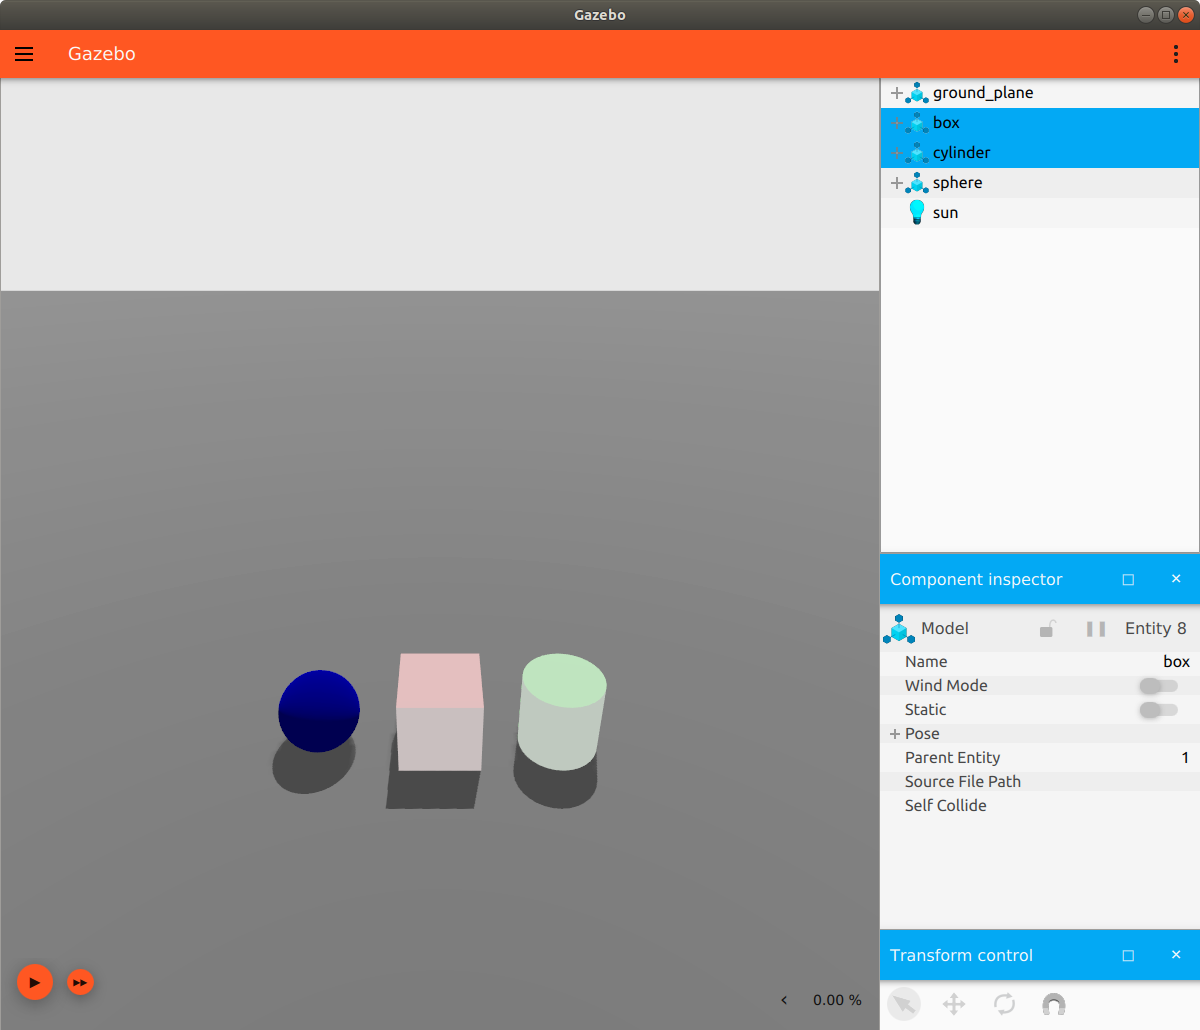 Gazebo
Gazebo
ground_plane
box
cylinder
sphere
sun
Component inspector
Model Entity 8
Name box
Wind Mode
Static
Pose
Parent Entity 1
Source File Path
Self Collide
Transform control
0.00 %